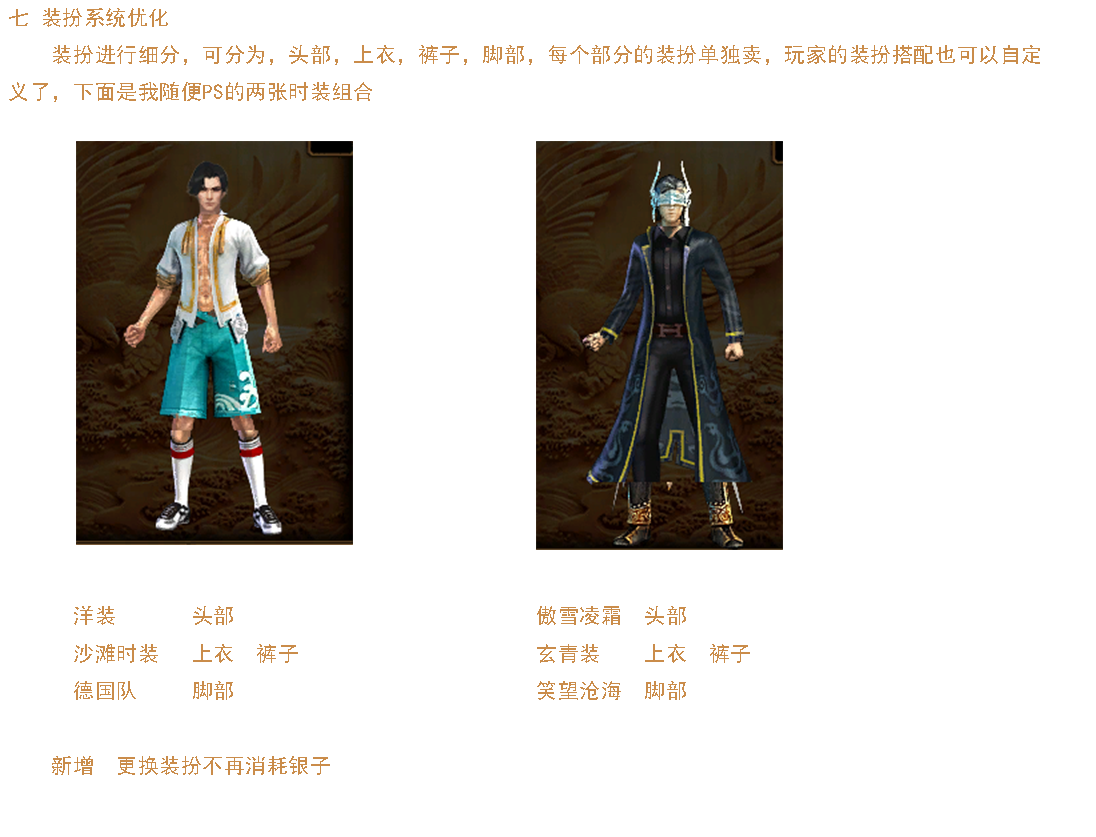 七 装扮系统优化
装扮进行细分，可分为，头部，上衣，裤子，脚部，每个部分的装扮单独卖，玩家的装扮搭配也可以自定
义了，下面是我随便PS的两张时装组合
洋装 头部
沙滩时装 上衣 裤子
德国队 脚部
傲雪凌霜 头部
玄青装 上衣 裤子
笑望沧海 脚部
新增 更换装扮不再消耗银子